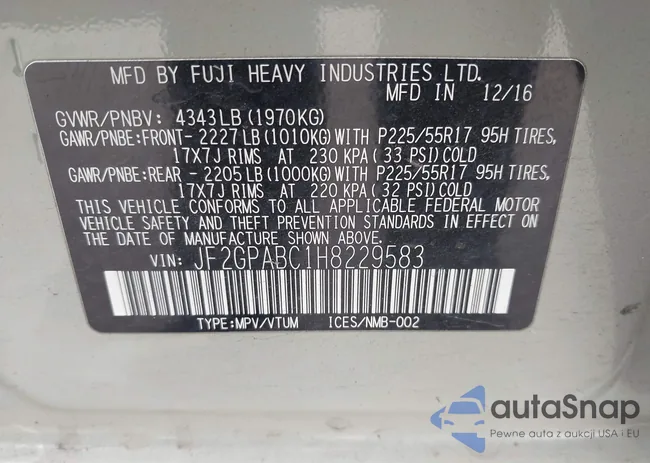 MFD BY FUJI HEAVY INDUSTRIES LTD.
MFD IN 12/16
GVWR/PNBV: 4343LB (1970KG)
GAWR/PNBE:FRONT- 2227LB(1010KG)WITH P225/55R17 95H TIRES,
17X7J RIMS AT 230 KPA( 33 PSI)COLD
GAWR/PNBE:REAR - 2205LB(1000KG)WITH P225/55R17 95H TIRES,
17X7J RIMS AT 220 KPA( 32 PSI)COLD
THIS VEHICLE CONFORMS TO ALL APPLICABLE FEDERAL MOTOR
VEHICLE SAFETY AND THEFT PREVENTION STANDARDS IN EFFECT ON
THE DATE OF MANUFACTURE SHOWN ABOVE.
VIN: JF2GPABC1H8229583
TYPE:MPV/VTUM ICES/NMB-002
autaSnap
Pewne auta z aukcji USA i EU